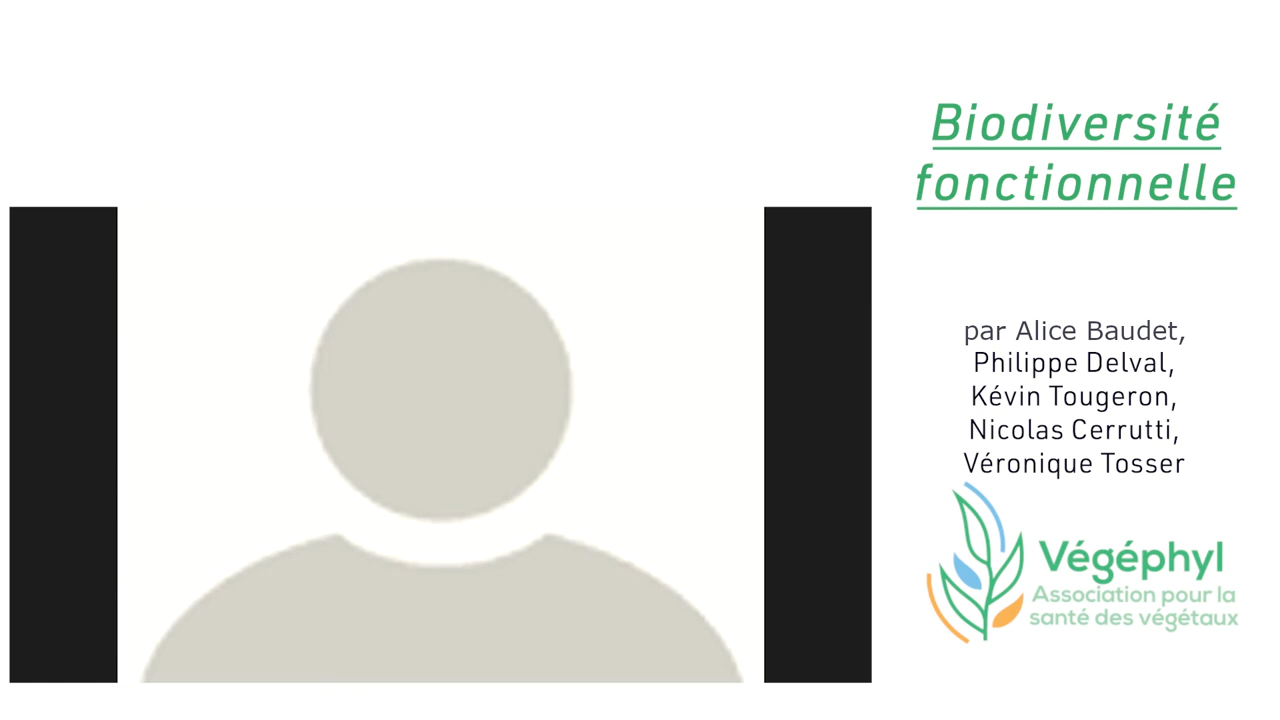 Biodiversité
fonctionnelle
par Alice Baudet,
Philippe Delval,
Kévin Tougeron,
Nicolas Cerrutti,
Véronique Tosser
Végéphyl
Association pour la
santé des végétaux